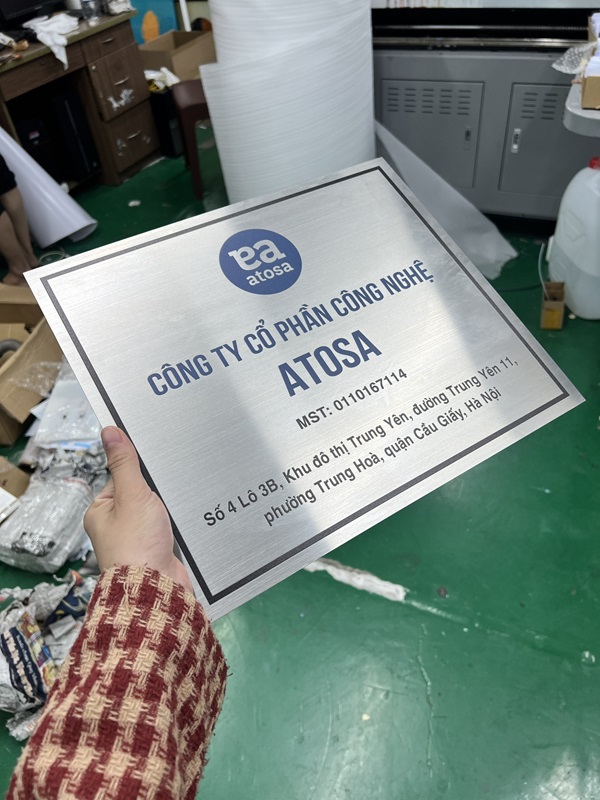 ea
atosa
CÔNG TY CỔ PHẦN CÔNG NGHỆ
ATOSA
MST: 0110167114
Số 4 Lô 3B, Khu đô thị Trung Yên, đường Trung Yên 11,
phường Trung Hoà, quận Cầu Giấy, Hà Nội